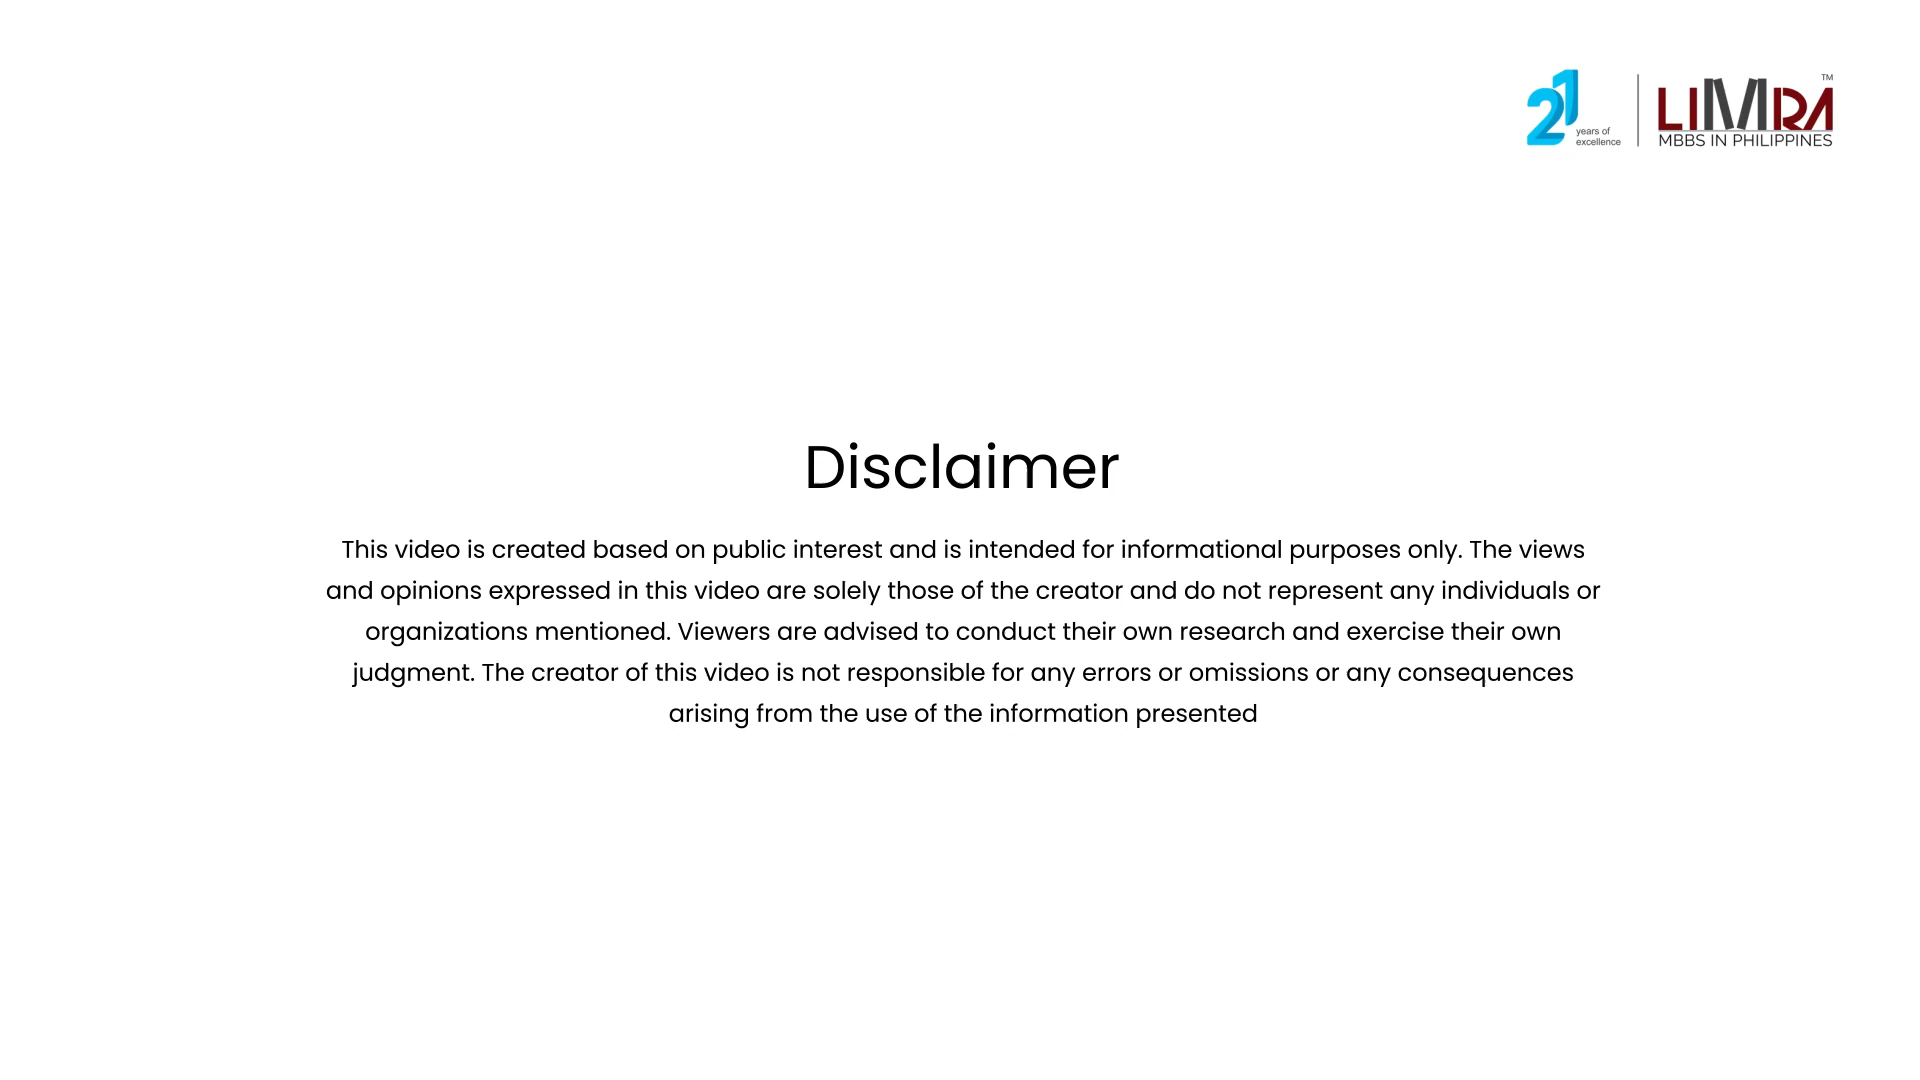 21
years of
excellence
LIMRA
TM
MBBS IN PHILIPPINES
Disclaimer
This video is created based on public interest and is intended for informational purposes only. The views
and opinions expressed in this video are solely those of the creator and do not represent any individuals or
organizations mentioned. Viewers are advised to conduct their own research and exercise their own
judgment. The creator of this video is not responsible for any errors or omissions or any consequences
arising from the use of the information presented